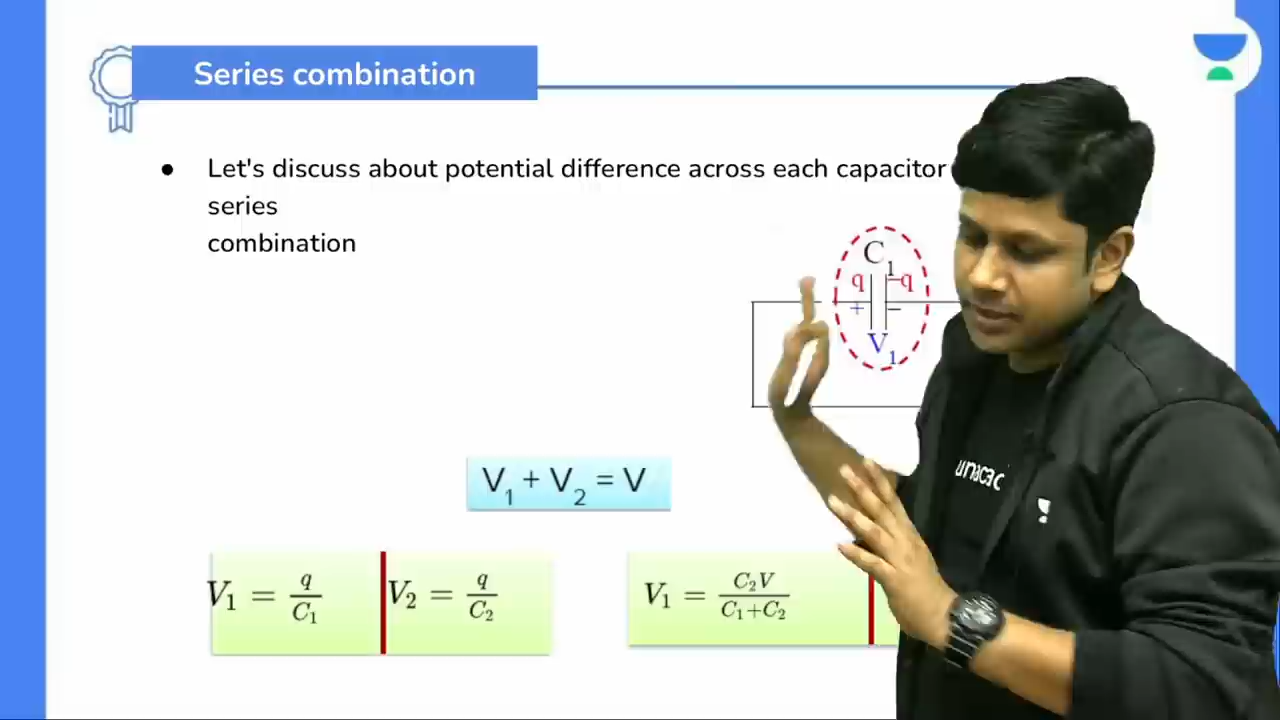 Series combination
● Let's discuss about potential difference across each capacitor
series
combination
C₁
q -q
+ −
V₁
V₁ + V₂ = V
V₁ = q/C₁ V₂ = q/C₂ V₁ = C₂V/C₁+C₂
unac